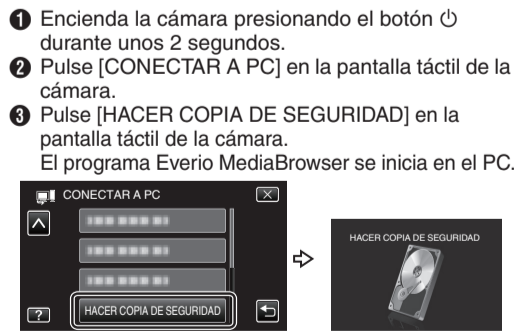 ❶ Encienda la cámara presionando el botón ⏻
durante unos 2 segundos.
❷ Pulse [CONECTAR A PC] en la pantalla táctil de la
cámara.
❸ Pulse [HACER COPIA DE SEGURIDAD] en la
pantalla táctil de la cámara.
El programa Everio MediaBrowser se inicia en el PC.
CONECTAR A PC
HACER COPIA DE SEGURIDAD
?
HACER COPIA DE SEGURIDAD